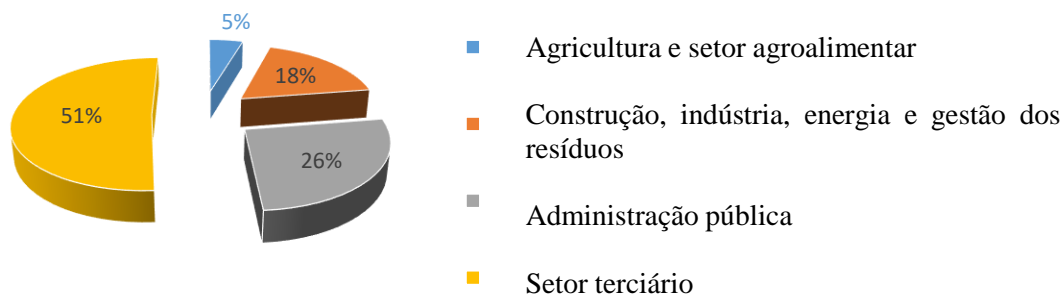 5%
18%
26%
51%
Agricultura e setor agroalimentar
Construção, indústria, energia e gestão dos
resíduos
Administração pública
Setor terciário